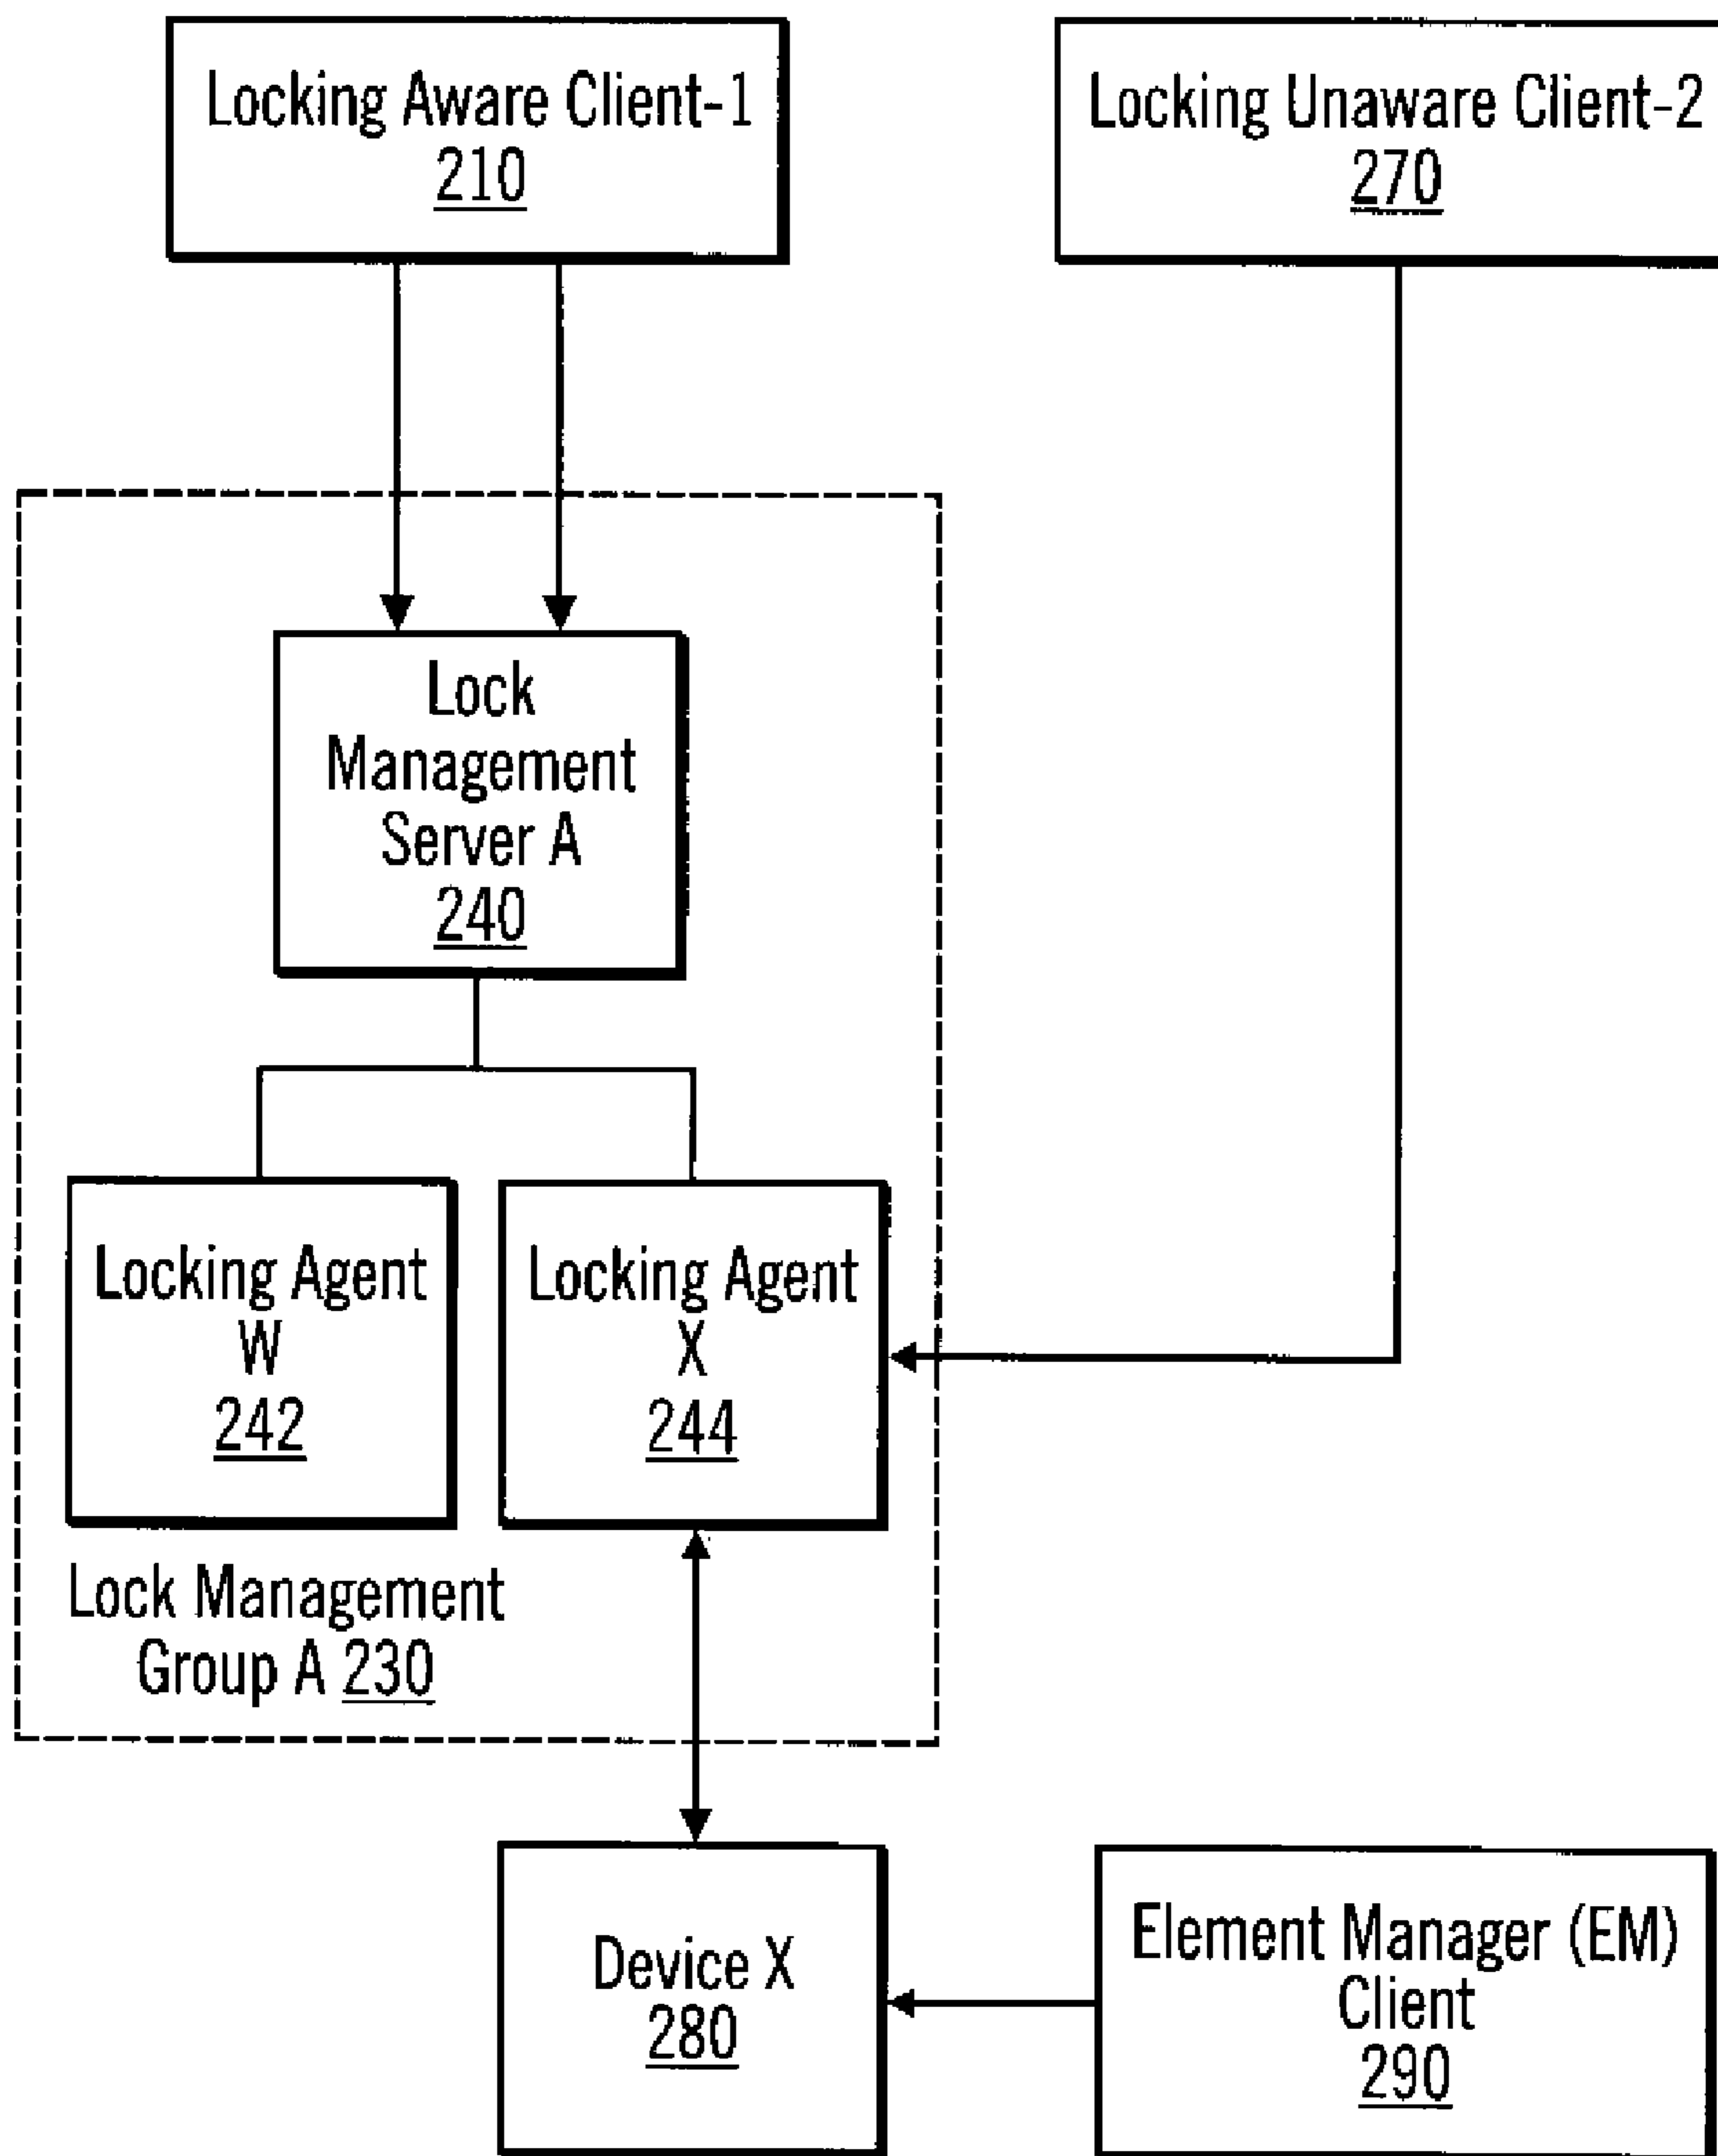 Locking Aware Client-1
210
Locking Unaware Client-2
270
Lock
Management
Server A
240
Locking Agent
W
242
Locking Agent
X
244
Lock Management
Group A 230
Device X
280
Element Manager (EM)
Client
290